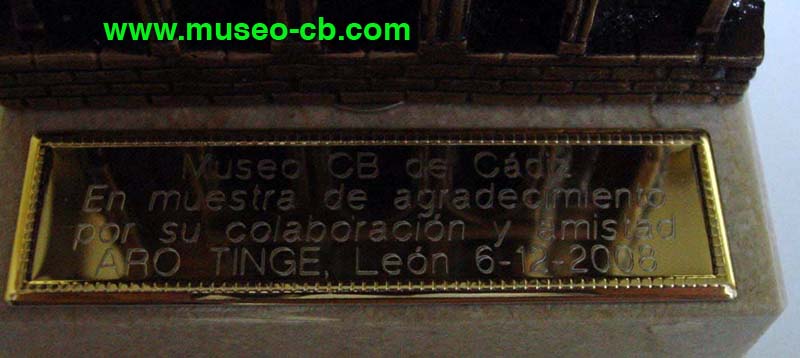 www.museo-cb.com
Museo CB de Cádiz
En muestra de agradecimiento
por su colaboración y amistad
ARO TINGE, León 6-12-2008